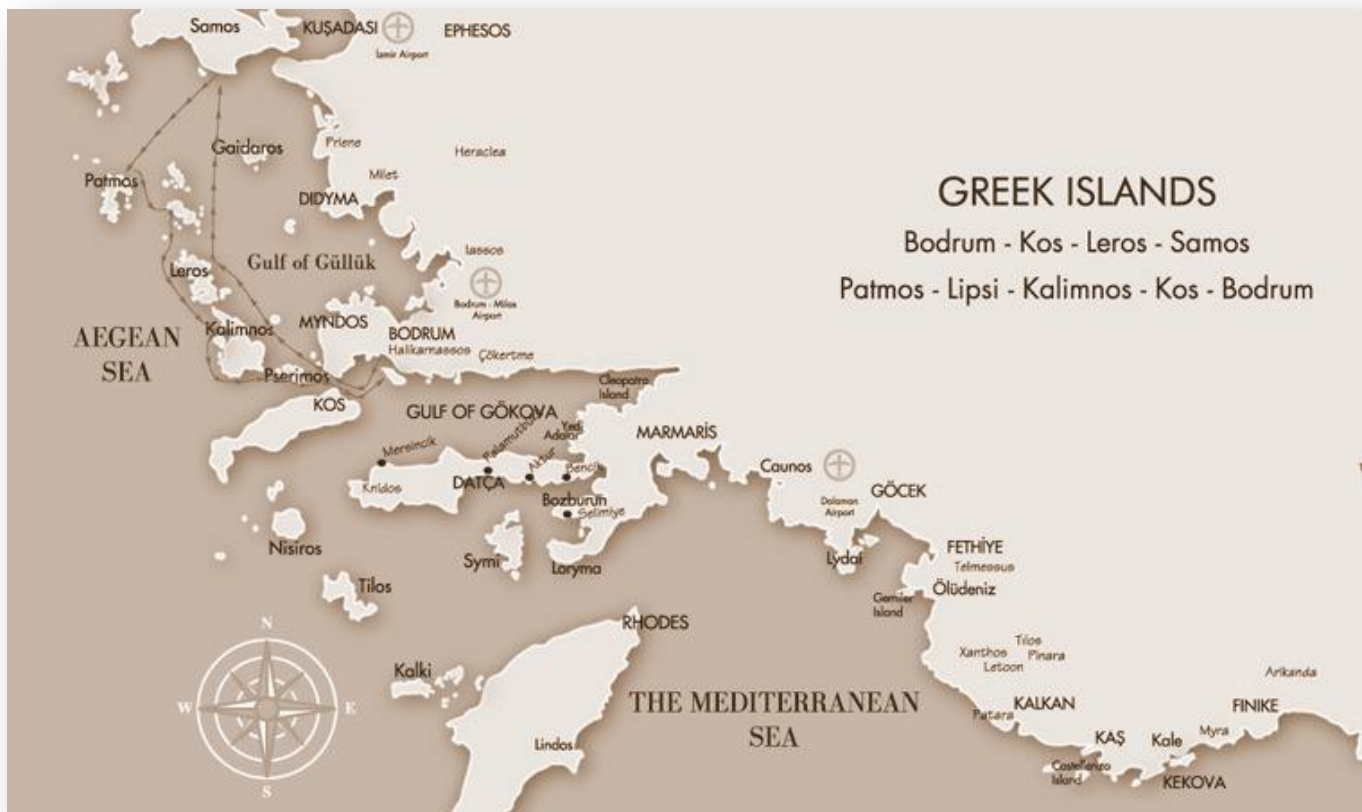 Samos
KUŞADASI
EPHESOS
İzmir Airport
Gaidaros
Priene
Heraclea
Patmos
Milet
DIDYMA
GREEK ISLANDS
Bodrum - Kos - Leros - Samos
Patmos - Lipsi - Kalimnos - Kos - Bodrum
Iassos
Leros
Gulf of Güllük
Bodrum - Milas
Airport
Kalimnos
MYNDOS
BODRUM
Halikarnassos
Çökertme
AEGEAN
SEA
Pserimos
Cleopatra
Island
KOS
GULF OF GÖKOVA
Yedi
Adalar
MARMARİS
Mersincik
Palamutbükü
Aktur
Bencik
Knidos
DATÇA
Bozburun
Selimiye
Caunos
Dalaman
Airport
GÖCEK
Nisiros
Symi
Loryma
Lydai
FETHİYE
Telmessus
Tilos
Gemiler
Island
Ölüdeniz
RHODES
Tilos
Xanthos
Pinara
Letoon
Kalki
Arikanda
N
W
E
S
THE MEDITERRANEAN
SEA
Patara
KALKAN
FINIKE
Lindos
KAŞ
Kale
Myra
Island
KEKOVA